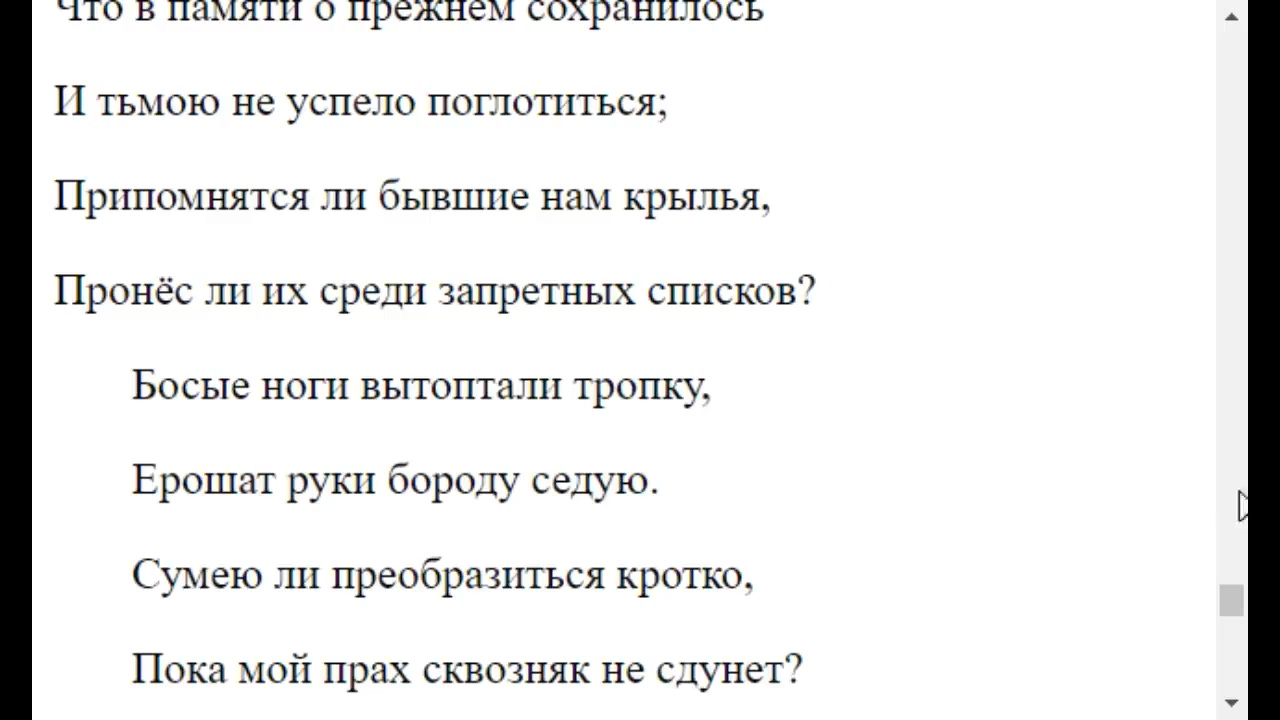 Что в памяти о прежнем сохранилось
И тьмою не успело поглотиться;
Припомнятся ли бывшие нам крылья,
Пронёс ли их среди запретных списков?
Босые ноги вытоптали тропку,
Ерошат руки бороду седую.
Сумею ли преобразиться кротко,
Пока мой прах сквозняк не сдунет?